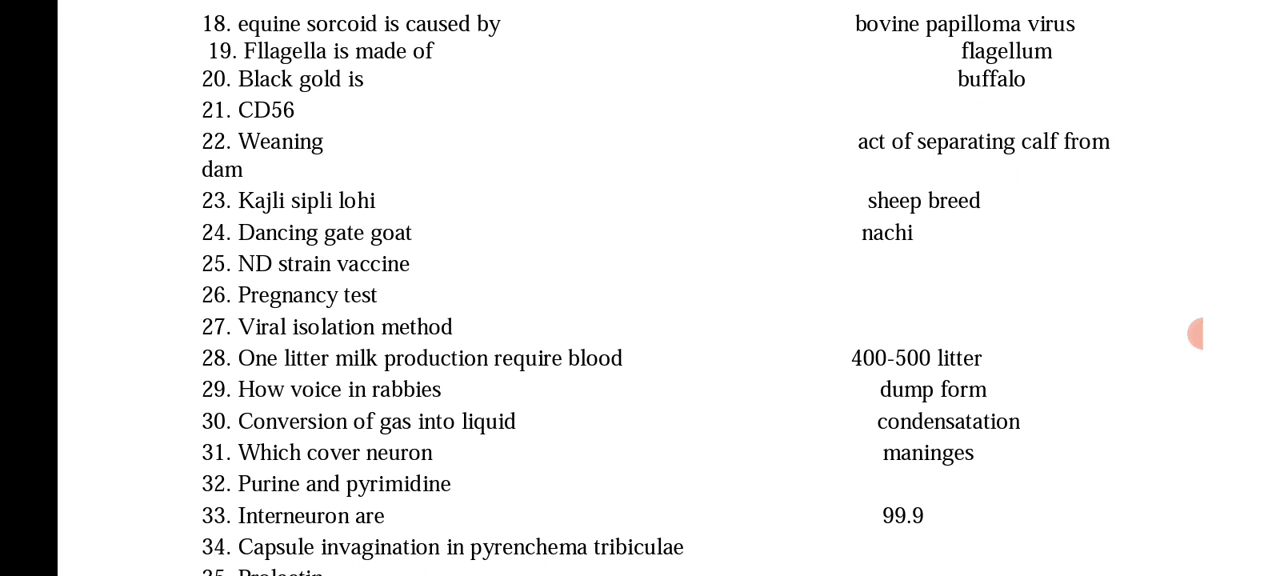 18. equine sorcoid is caused by bovine papilloma virus
19. Fllagella is made of flagellum
20. Black gold is buffalo
21. CD56
22. Weaning act of separating calf from
dam
23. Kajli sipli lohi sheep breed
24. Dancing gate goat nachi
25. ND strain vaccine
26. Pregnancy test
27. Viral isolation method
28. One litter milk production require blood 400-500 litter
29. How voice in rabbies dump form
30. Conversion of gas into liquid condensatation
31. Which cover neuron maninges
32. Purine and pyrimidine
33. Interneuron are 99.9
34. Capsule invagination in pyrenchema tribiculae
35. Prolactin